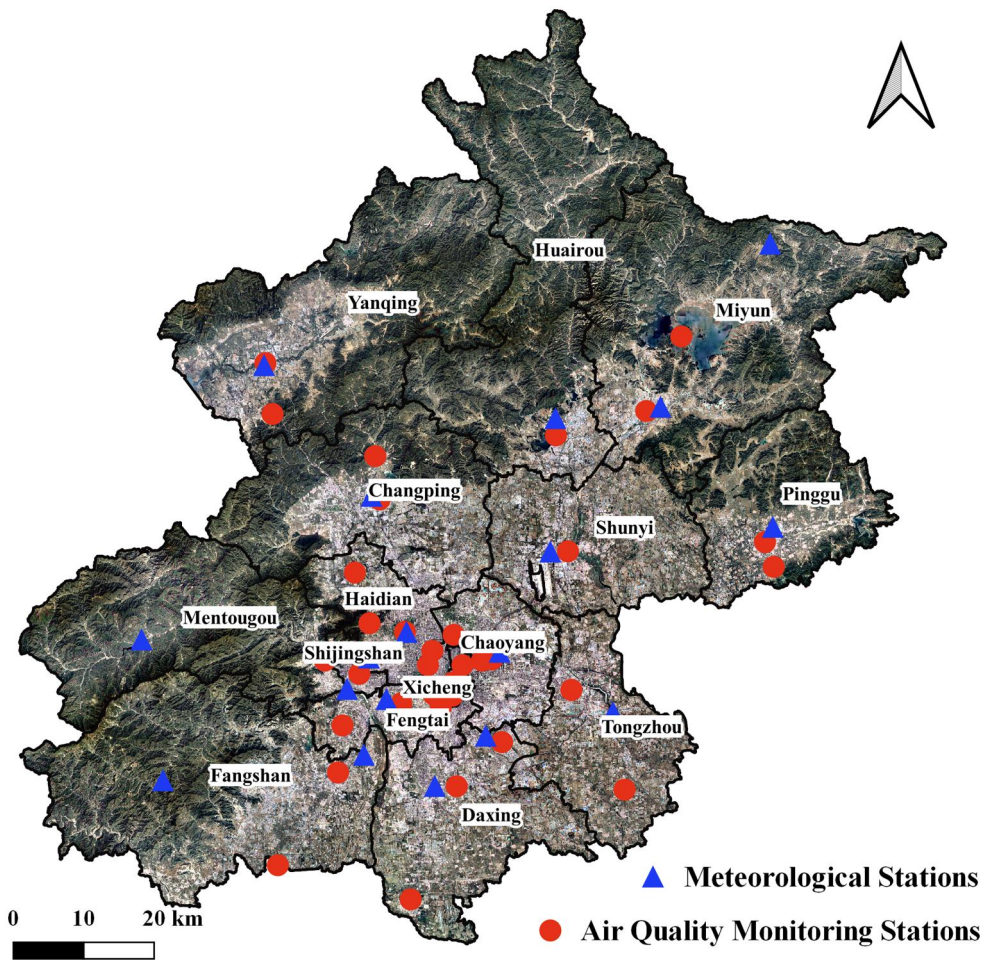 Huairou
Yanqing
Miyun
Changping
Pinggu
Shunyi
Haidian
Mentougou
Chaoyang
Shijingshan
Xicheng
Fengtai
Tongzhou
Fangshan
Daxing
Meteorological Stations
0 10 20 km
Air Quality Monitoring Stations